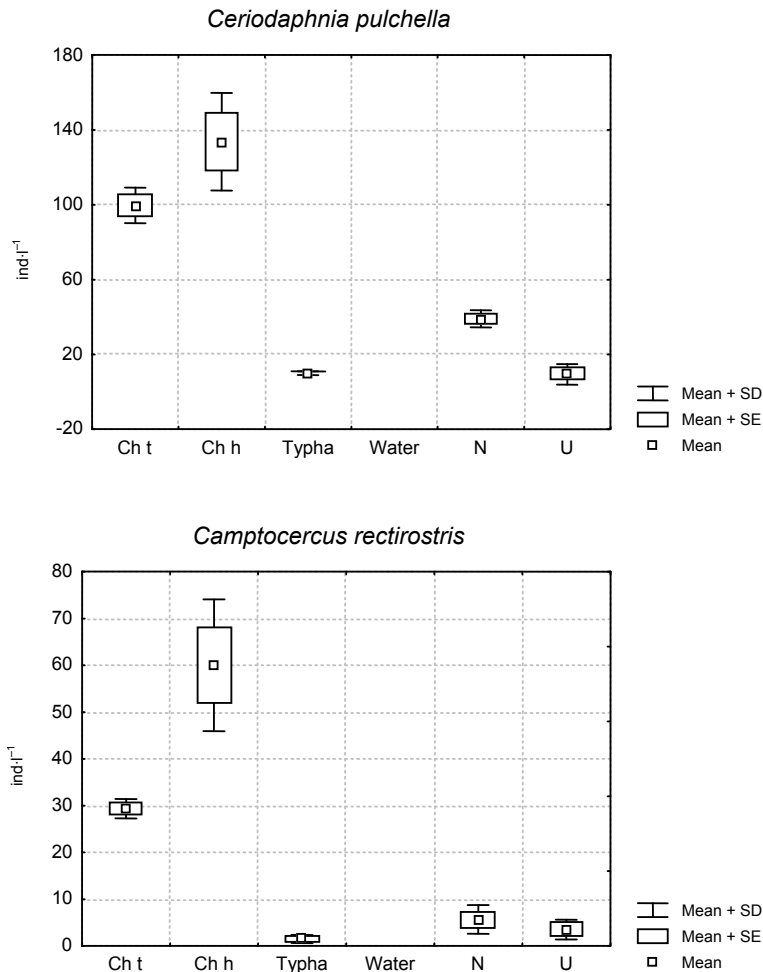 Ceriodaphnia pulchella
180
140
100
60
20
-20
ind·l⁻¹
Ch t Ch h Typha Water N U
Mean + SD
Mean + SE
Mean
Camptocercus rectirostris
80
70
60
50
40
30
20
10
0
ind·l⁻¹
Ch t Ch h Typha Water N U
Mean + SD
Mean + SE
Mean